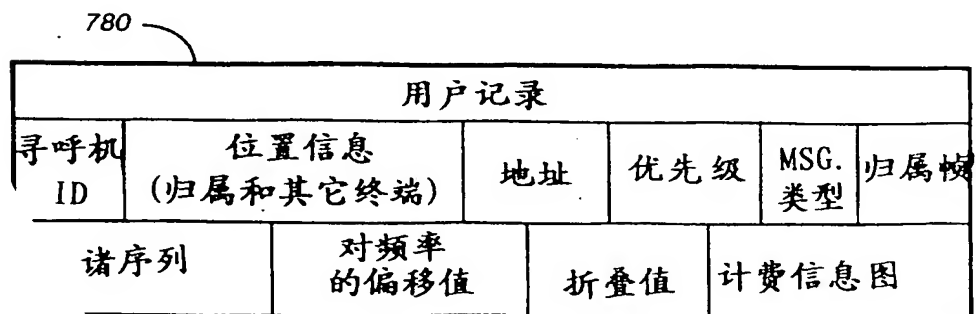 780
用户记录
寻呼机 位置信息 地址 优先级 MSG. 归属帧
ID (归属和其它终端) 类型
诸序列 对频率 折叠值 计费信息图
的偏移值